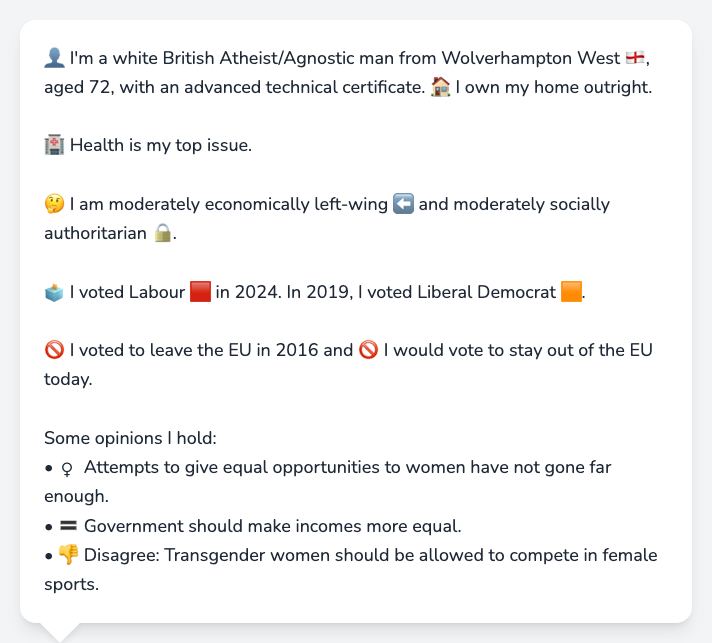 👤 I'm a white British Atheist/Agnostic man from Wolverhampton West 🏴󠁧󠁢󠁥󠁮󠁧󠁿,
aged 72, with an advanced technical certificate. 🏠 I own my home outright.
🏥 Health is my top issue.
🤔 I am moderately economically left-wing ⬅️ and moderately socially
authoritarian 🔒.
🗳️ I voted Labour 🟥 in 2024. In 2019, I voted Liberal Democrat 🟧.
🚫 I voted to leave the EU in 2016 and 🚫 I would vote to stay out of the EU
today.
Some opinions I hold:
• ♀ Attempts to give equal opportunities to women have not gone far
enough.
• 🟰 Government should make incomes more equal.
• 👎 Disagree: Transgender women should be allowed to compete in female
sports.